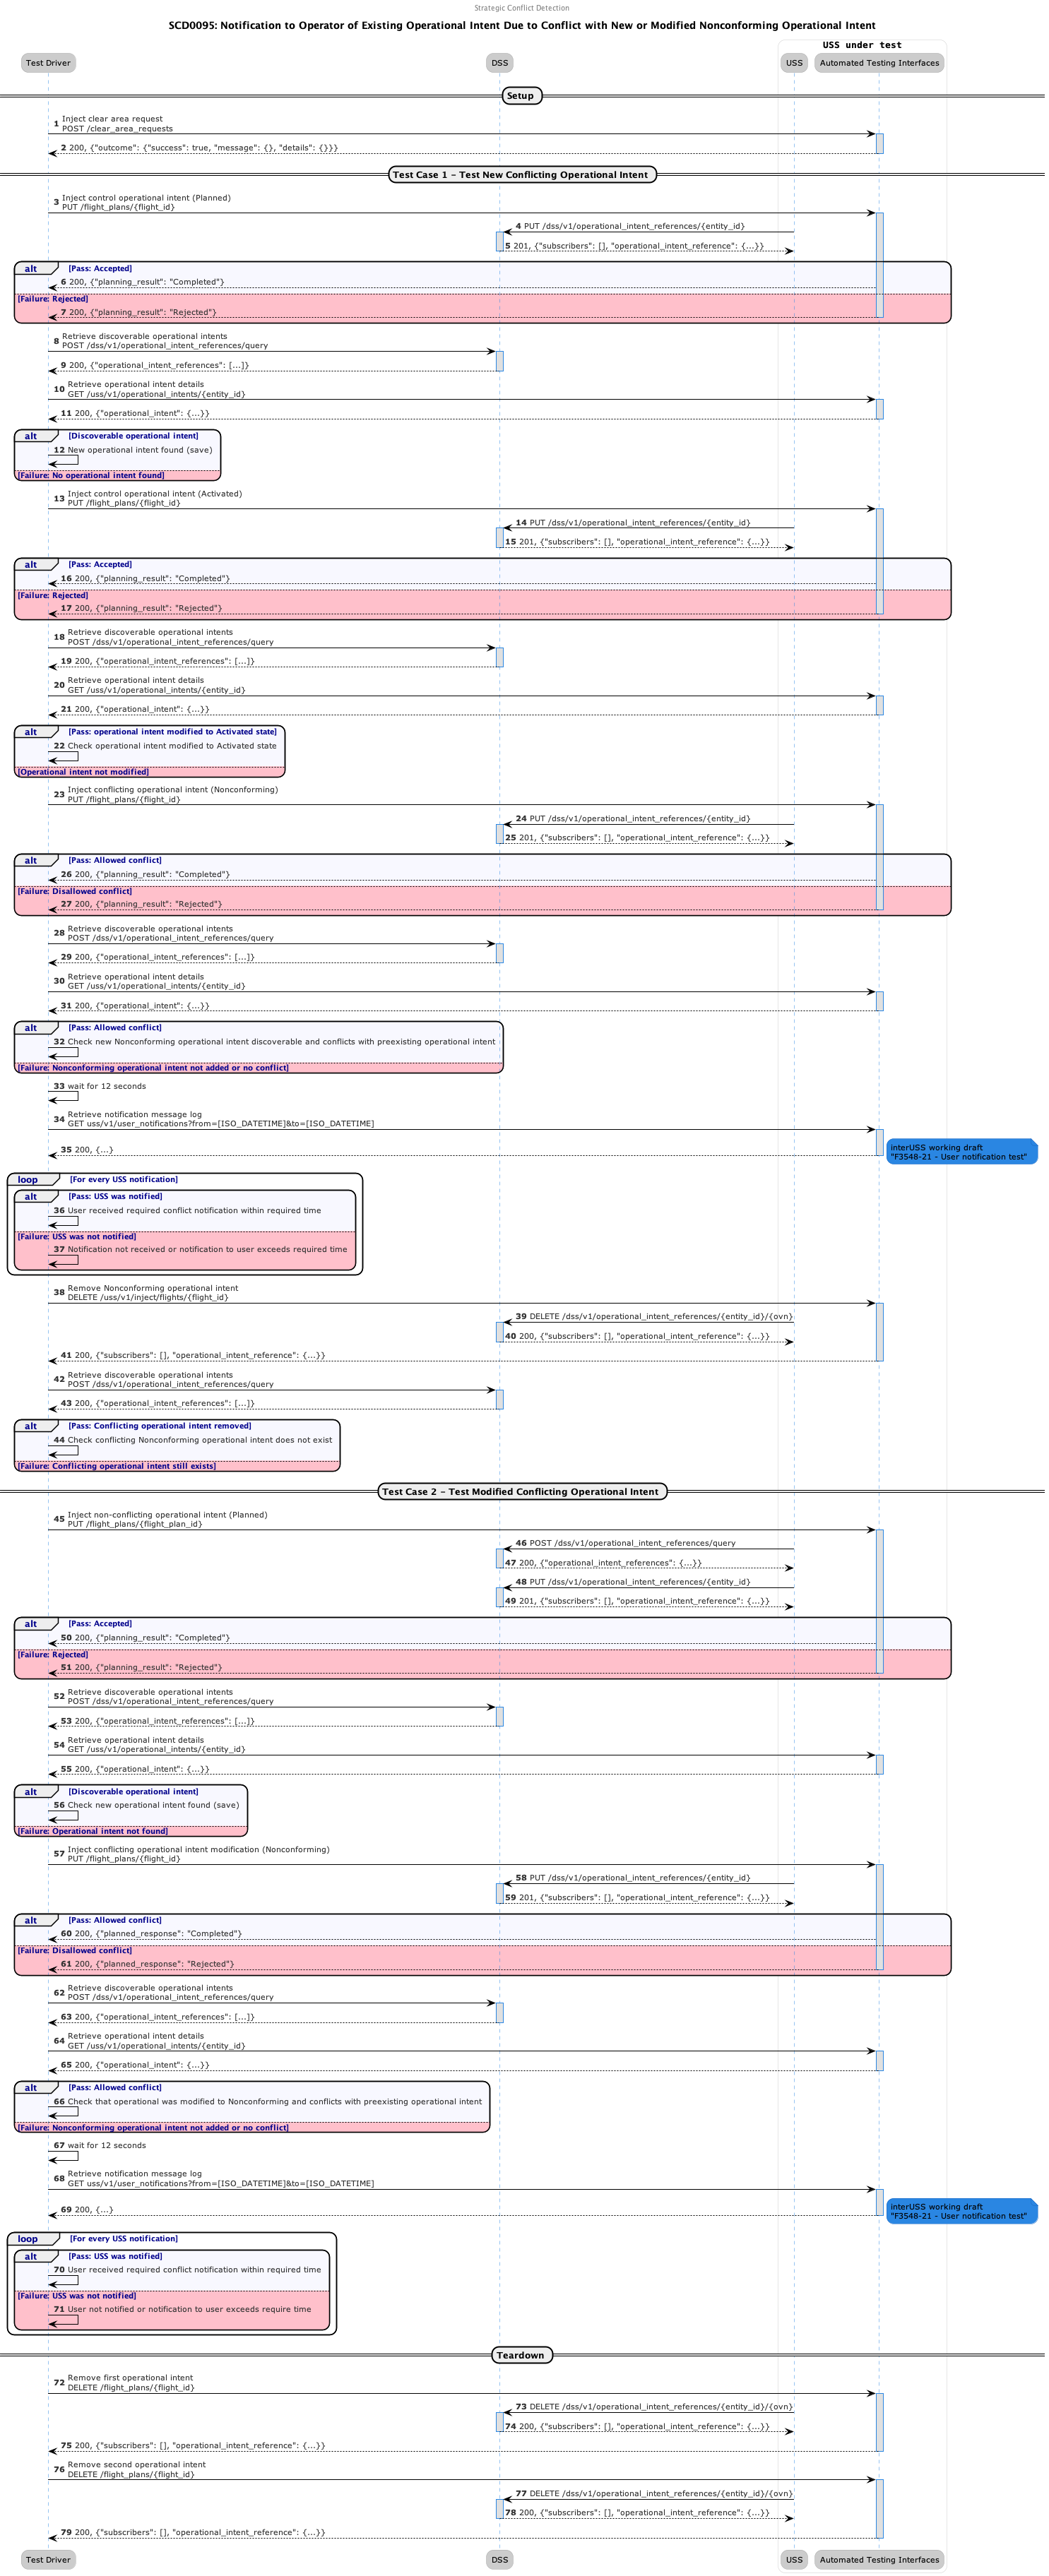 Strategic Conflict Detection
SCD0095: Notification to Operator of Existing Operational Intent Due to Conflict with New or Modified Nonconforming Operational Intent
USS under test
Test Driver
DSS
USS
Automated Testing Interfaces
Setup
1 Inject clear area request
POST /clear_area_requests
2 200, {"outcome": {"success": true, "message": {}, "details": {}}}
Test Case 1 - Test New Conflicting Operational Intent
3 Inject control operational intent (Planned)
PUT /flight_plans/{flight_id}
4 PUT /dss/v1/operational_intent_references/{entity_id}
5 201, {"subscribers": [], "operational_intent_reference": {...}}
alt [Pass: Accepted]
6 200, {"planning_result": "Completed"}
[Failure: Rejected]
7 200, {"planning_result": "Rejected"}
8 Retrieve discoverable operational intents
POST /dss/v1/operational_intent_references/query
9 200, {"operational_intent_references": [...]}
10 Retrieve operational intent details
GET /uss/v1/operational_intents/{entity_id}
11 200, {"operational_intent": {...}}
alt [Discoverable operational intent]
12 New operational intent found (save)
[Failure: No operational intent found]
13 Inject control operational intent (Activated)
PUT /flight_plans/{flight_id}
14 PUT /dss/v1/operational_intent_references/{entity_id}
15 201, {"subscribers": [], "operational_intent_reference": {...}}
alt [Pass: Accepted]
16 200, {"planning_result": "Completed"}
[Failure: Rejected]
17 200, {"planning_result": "Rejected"}
18 Retrieve discoverable operational intents
POST /dss/v1/operational_intent_references/query
19 200, {"operational_intent_references": [...]}
20 Retrieve operational intent details
GET /uss/v1/operational_intents/{entity_id}
21 200, {"operational_intent": {...}}
alt [Pass: operational intent modified to Activated state]
22 Check operational intent modified to Activated state
[Operational intent not modified]
23 Inject conflicting operational intent (Nonconforming)
PUT /flight_plans/{flight_id}
24 PUT /dss/v1/operational_intent_references/{entity_id}
25 201, {"subscribers": [], "operational_intent_reference": {...}}
alt [Pass: Allowed conflict]
26 200, {"planning_result": "Completed"}
[Failure: Disallowed conflict]
27 200, {"planning_result": "Rejected"}
28 Retrieve discoverable operational intents
POST /dss/v1/operational_intent_references/query
29 200, {"operational_intent_references": [...]}
30 Retrieve operational intent details
GET /uss/v1/operational_intents/{entity_id}
31 200, {"operational_intent": {...}}
alt [Pass: Allowed conflict]
32 Check new Nonconforming operational intent discoverable and conflicts with preexisting operational intent
[Failure: Nonconforming operational intent not added or no conflict]
33 wait for 12 seconds
34 Retrieve notification message log
GET uss/v1/user_notifications?from=[ISO_DATETIME]&to=[ISO_DATETIME]
35 200, {...}
interUSS working draft
"F3548-21 - User notification test"
loop [For every USS notification]
alt [Pass: USS was notified]
36 User received required conflict notification within required time
[Failure: USS was not notified]
37 Notification not received or notification to user exceeds required time
38 Remove Nonconforming operational intent
DELETE /uss/v1/inject/flights/{flight_id}
39 DELETE /dss/v1/operational_intent_references/{entity_id}/{ovn}
40 200, {"subscribers": [], "operational_intent_reference": {...}}
41 200, {"subscribers": [], "operational_intent_reference": {...}}
42 Retrieve discoverable operational intents
POST /dss/v1/operational_intent_references/query
43 200, {"operational_intent_references": [...]}
alt [Pass: Conflicting operational intent removed]
44 Check conflicting Nonconforming operational intent does not exist
[Failure: Conflicting operational intent still exists]
Test Case 2 - Test Modified Conflicting Operational Intent
45 Inject non-conflicting operational intent (Planned)
PUT /flight_plans/{flight_plan_id}
46 POST /dss/v1/operational_intent_references/query
47 200, {"operational_intent_references": {...}}
48 PUT /dss/v1/operational_intent_references/{entity_id}
49 201, {"subscribers": [], "operational_intent_reference": {...}}
alt [Pass: Accepted]
50 200, {"planning_result": "Completed"}
[Failure: Rejected]
51 200, {"planning_result": "Rejected"}
52 Retrieve discoverable operational intents
POST /dss/v1/operational_intent_references/query
53 200, {"operational_intent_references": [...]}
54 Retrieve operational intent details
GET /uss/v1/operational_intents/{entity_id}
55 200, {"operational_intent": {...}}
alt [Discoverable operational intent]
56 Check new operational intent found (save)
[Failure: Operational intent not found]
57 Inject conflicting operational intent modification (Nonconforming)
PUT /flight_plans/{flight_id}
58 PUT /dss/v1/operational_intent_references/{entity_id}
59 201, {"subscribers": [], "operational_intent_reference": {...}}
alt [Pass: Allowed conflict]
60 200, {"planned_response": "Completed"}
[Failure: Disallowed conflict]
61 200, {"planned_response": "Rejected"}
62 Retrieve discoverable operational intents
POST /dss/v1/operational_intent_references/query
63 200, {"operational_intent_references": [...]}
64 Retrieve operational intent details
GET /uss/v1/operational_intents/{entity_id}
65 200, {"operational_intent": {...}}
alt [Pass: Allowed conflict]
66 Check that operational was modified to Nonconforming and conflicts with preexisting operational intent
[Failure: Nonconforming operational intent not added or no conflict]
67 wait for 12 seconds
68 Retrieve notification message log
GET uss/v1/user_notifications?from=[ISO_DATETIME]&to=[ISO_DATETIME]
69 200, {...}
interUSS working draft
"F3548-21 - User notification test"
loop [For every USS notification]
alt [Pass: USS was notified]
70 User received required conflict notification within required time
[Failure: USS was not notified]
71 User not notified or notification to user exceeds require time
Teardown
72 Remove first operational intent
DELETE /flight_plans/{flight_id}
73 DELETE /dss/v1/operational_intent_references/{entity_id}/{ovn}
74 200, {"subscribers": [], "operational_intent_reference": {...}}
75 200, {"subscribers": [], "operational_intent_reference": {...}}
76 Remove second operational intent
DELETE /flight_plans/{flight_id}
77 DELETE /dss/v1/operational_intent_references/{entity_id}/{ovn}
78 200, {"subscribers": [], "operational_intent_reference": {...}}
79 200, {"subscribers": [], "operational_intent_reference": {...}}
Test Driver
DSS
USS
Automated Testing Interfaces